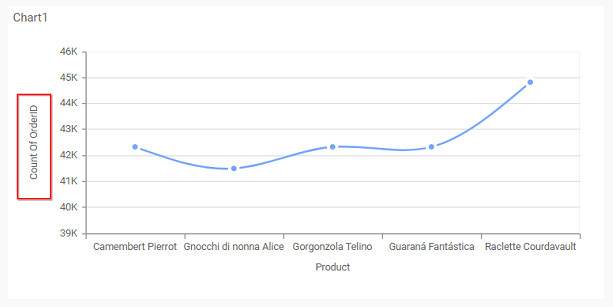 Chart1
46K
45K
44K
43K
42K
41K
40K
39K
Count Of OrderID
Camembert Pierrot
Gnocchi di nonna Alice
Gorgonzola Telino
Guaraná Fantástica
Raclette Courdavault
Product